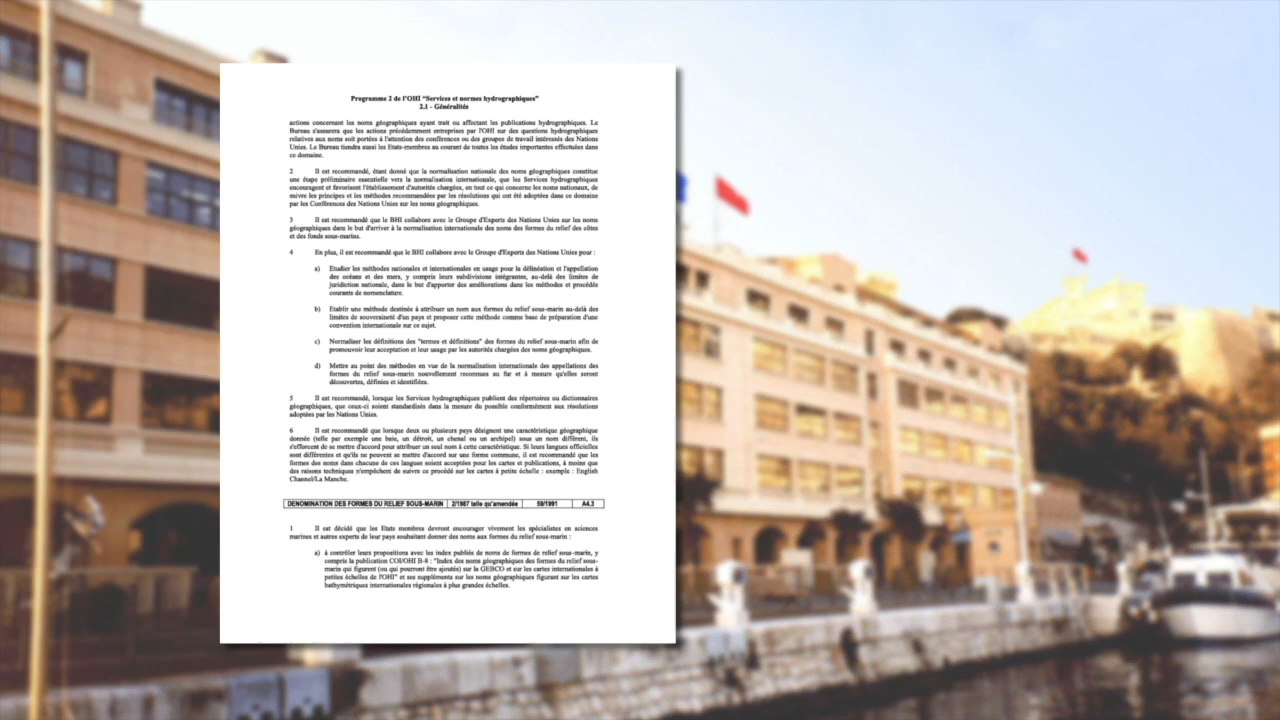 Programme 2 de l'OHI "Services et normes hydrographiques"
2.1 - Généralités
actions concernant les noms géographiques ayant trait ou affectant les publications hydrographiques. Le
Bureau s'assurera que les actions précédemment entreprises par l'OHI sur des questions hydrographiques
relatives aux noms soit portées à l'attention des conférences ou des groupes de travail intéressés des Nations
Unies. Le Bureau tiendra aussi les Etats-membres au courant de toutes les études importantes effectuées dans
ce domaine.
2 Il est recommandé, étant donné que la normalisation nationale des noms géographiques constitue
une étape préliminaire essentielle vers la normalisation internationale, que les Services hydrographiques
encouragent et favorisent l'établissement d'autorités chargées, en tout ce qui concerne les noms nationaux, de
suivre les principes et les méthodes recommandées par les résolutions qui ont été adoptées dans ce domaine
par les Conférences des Nations Unies sur les noms géographiques.
3 Il est recommandé que le BHI collabore avec le Groupe d'Experts des Nations Unies sur les noms
géographiques dans le but d'arriver à la normalisation internationale des noms des formes du relief des côtes
et des fonds sous-marins.
4 En plus, il est recommandé que le BHI collabore avec le Groupe d'Experts des Nations Unies pour :
a) Etudier les méthodes nationales et internationales en usage pour la délinéation et l'appellation
des océans et des mers, y compris leurs subdivisions intégrantes, au-delà des limites de
juridiction nationale, dans le but d'apporter des améliorations dans les méthodes et procédés
courants de nomenclature.
b) Etablir une méthode destinée à attribuer un nom aux formes du relief sous-marin au-delà des
limites de souveraineté d'un pays et proposer cette méthode comme base de préparation d'une
convention internationale sur ce sujet.
c) Normaliser les définitions des "termes et définitions" des formes du relief sous-marin afin de
promouvoir leur acceptation et leur usage par les autorités chargées des noms géographiques.
d) Mettre au point des méthodes en vue de la normalisation internationale des appellations des
formes du relief sous-marin nouvellement reconnues au fur et à mesure qu'elles seront
découvertes, définies et identifiées.
5 Il est recommandé, lorsque les Services hydrographiques publient des répertoires ou dictionnaires
géographiques, que ceux-ci soient standardisés dans la mesure du possible conformément aux résolutions
adoptées par les Nations Unies.
6 Il est recommandé que lorsque deux ou plusieurs pays désignent une caractéristique géographique
donnée (telle par exemple une baie, un détroit, un chenal ou un archipel) sous un nom différent, ils
s'efforcent de se mettre d'accord pour attribuer un seul nom à cette caractéristique. Si leurs langues officielles
sont différentes et qu'ils ne peuvent se mettre d'accord sur une forme commune, il est recommandé que les
formes des noms dans chacune de ces langues soient acceptées pour les cartes et publications, à moins que
des raisons techniques n'empêchent de suivre ce procédé sur les cartes à petite échelle : exemple : English
Channel/La Manche.
DENOMINATION DES FORMES DU RELIEF SOUS-MARIN 2/1987 telle qu'amendée 59/1991 A4.3
1 Il est décidé que les Etats membres devront encourager vivement les spécialistes en sciences
marines et autres experts de leur pays souhaitant donner des noms aux formes du relief sous-marin :
a) à contrôler leurs propositions avec les index publiés de noms de formes de relief sous-marin, y
compris la publication COI/OHI B-8 : "Index des noms géographiques des formes du relief sous-
marin qui figurent (ou qui pourront être ajoutés) sur la GEBCO et sur les cartes internationales à
petites échelles de l'OHI" et ses suppléments sur les noms géographiques figurant sur les cartes
bathymétriques internationales régionales à plus grandes échelles.